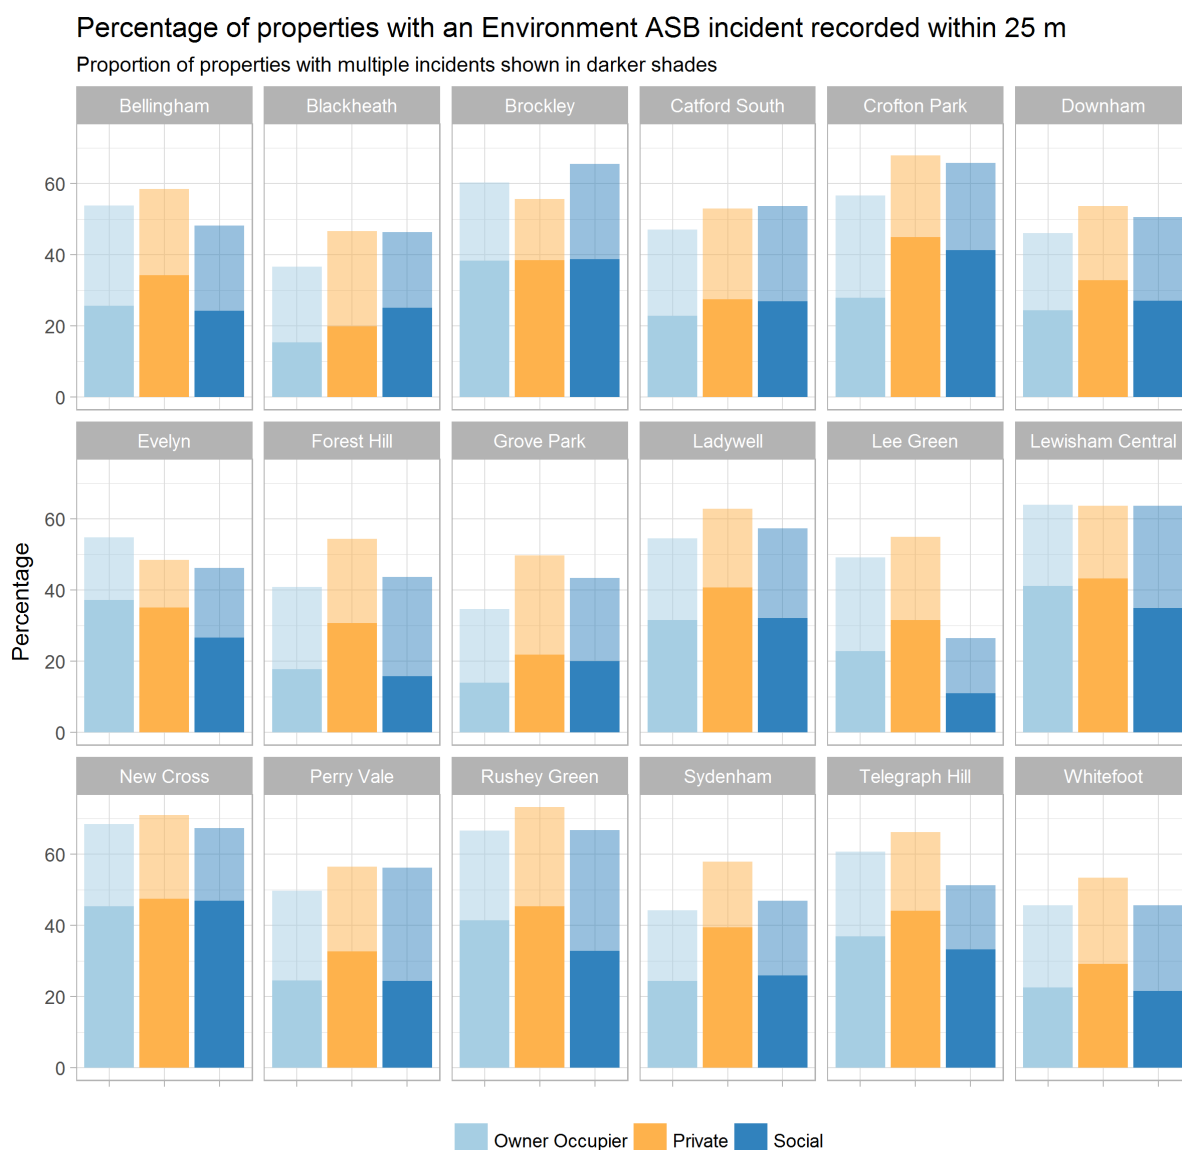 Percentage of properties with an Environment ASB incident recorded within 25 m
Proportion of properties with multiple incidents shown in darker shades
Bellingham Blackheath Brockley Catford South Crofton Park Downham
60
40
20
0
Evelyn Forest Hill Grove Park Ladywell Lee Green Lewisham Central
60
40
20
0
Percentage
New Cross Perry Vale Rushey Green Sydenham Telegraph Hill Whitefoot
60
40
20
0
Owner Occupier Private Social